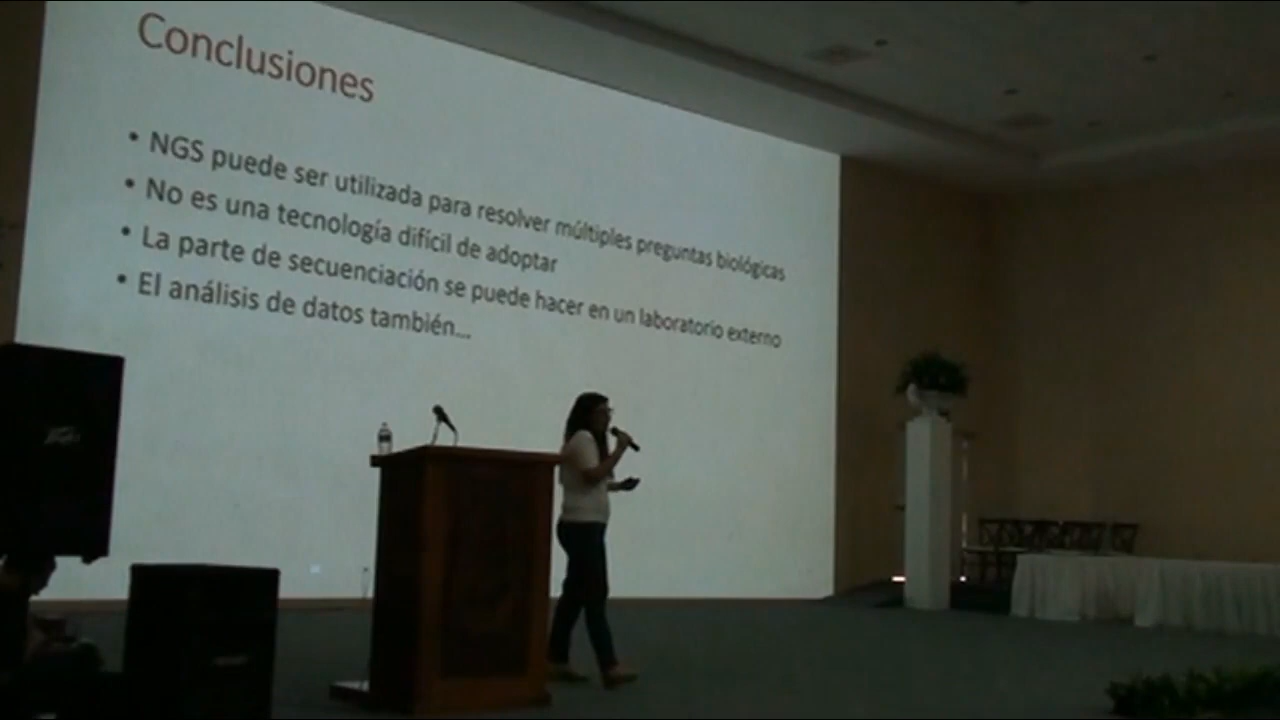 Conclusiones
• NGS puede ser utilizada para resolver múltiples preguntas biológicas
• No es una tecnología difícil de adoptar
• La parte de secuenciación se puede hacer en un laboratorio externo
• El análisis de datos también...